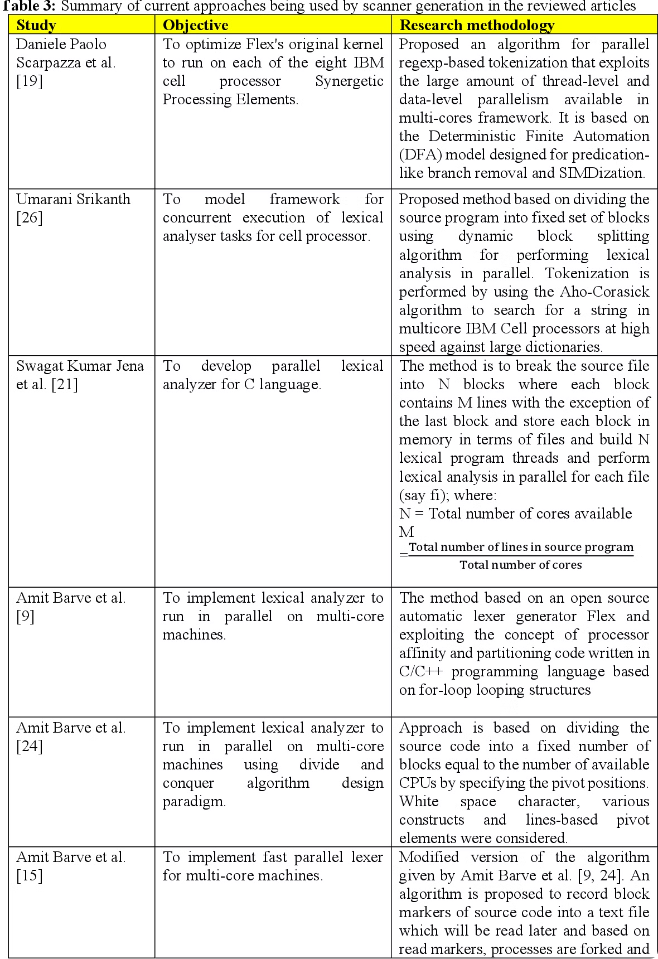 Table 3: Summary of current approaches being used by scanner generation in the reviewed articles
Study
Objective
Research methodology
Daniele Paolo
Scarpazza et al.
[19]
To optimize Flex's original kernel
to run on each of the eight IBM
cell processor Synergetic
Processing Elements.
Proposed an algorithm for parallel
regexp-based tokenization that exploits
the large amount of thread-level and
data-level parallelism available in
multi-cores framework. It is based on
the Deterministic Finite Automation
(DFA) model designed for predication-
like branch removal and SIMDization.
Umarani Srikanth
[26]
To model framework for
concurrent execution of lexical
analyser tasks for cell processor.
Proposed method based on dividing the
source program into fixed set of blocks
using dynamic block splitting
algorithm for performing lexical
analysis in parallel. Tokenization is
performed by using the Aho-Corasick
algorithm to search for a string in
multicore IBM Cell processors at high
speed against large dictionaries.
Swagat Kumar Jena
et al. [21]
To develop parallel lexical
analyzer for C language.
The method is to break the source file
into N blocks where each block
contains M lines with the exception of
the last block and store each block in
memory in terms of files and build N
lexical program threads and perform
lexical analysis in parallel for each file
(say fi); where:
N = Total number of cores available
M
= Total number of lines in source program
Total number of cores
Amit Barve et al.
[9]
To implement lexical analyzer to
run in parallel on multi-core
machines.
The method based on an open source
automatic lexer generator Flex and
exploiting the concept of processor
affinity and partitioning code written in
C/C++ programming language based
on for-loop looping structures
Amit Barve et al.
[24]
To implement lexical analyzer to
run in parallel on multi-core
machines using divide and
conquer algorithm design
paradigm.
Approach is based on dividing the
source code into a fixed number of
blocks equal to the number of available
CPUs by specifying the pivot positions.
White space character, various
constructs and lines-based pivot
elements were considered.
Amit Barve et al.
[15]
To implement fast parallel lexer
for multi-core machines.
Modified version of the algorithm
given by Amit Barve et al. [9, 24]. An
algorithm is proposed to record block
markers of source code into a text file
which will be read later and based on
read markers, processes are forked and